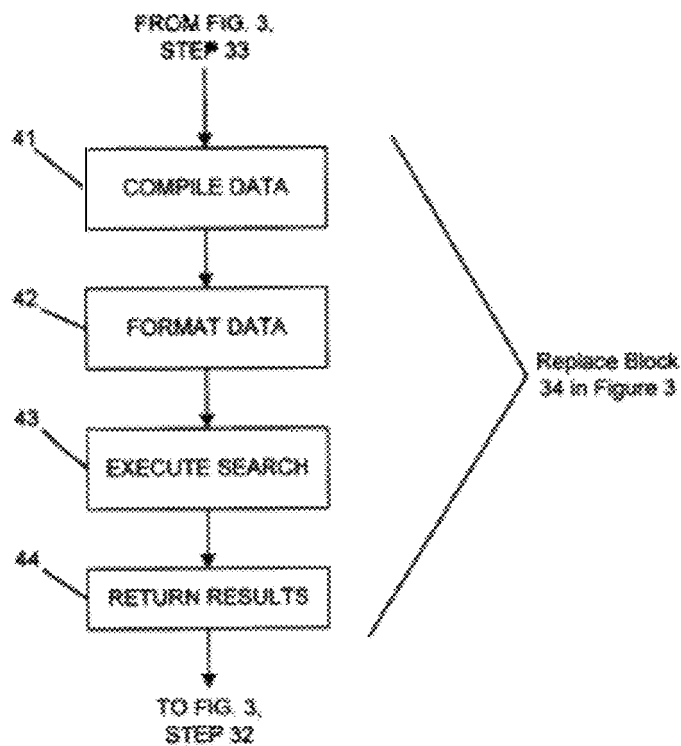 FROM FIG. 3,
STEP 33
41
COMPILE DATA
42
FORMAT DATA
Replace Block
34 in Figure 3
43
EXECUTE SEARCH
44
RETURN RESULTS
TO FIG. 3,
STEP 32